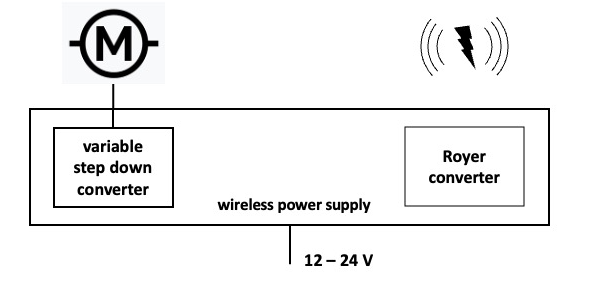 M
variable
step down
converter
Royer
converter
wireless power supply
12 – 24 V